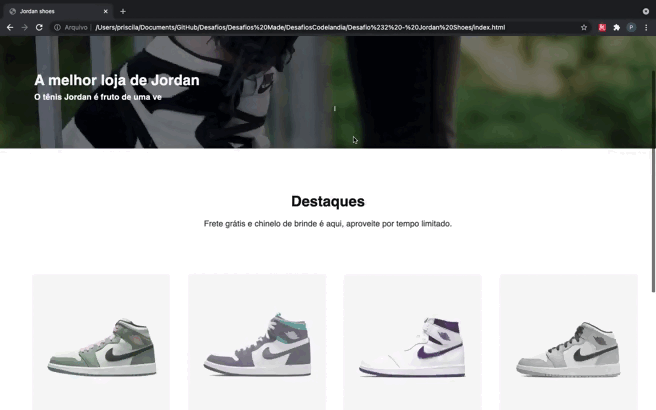 Jordan shoes
Arquivo | /Users/priscila/Documents/GitHub/Desafios/Desafios%20Made/DesafiosCodelandia/Desafio%232%20-%20Jordan%20Shoes/index.html
P
A melhor loja de Jordan
O tênis Jordan é fruto de uma ve
Destaques
Frete grátis e chinelo de brinde é aqui, aproveite por tempo limitado.